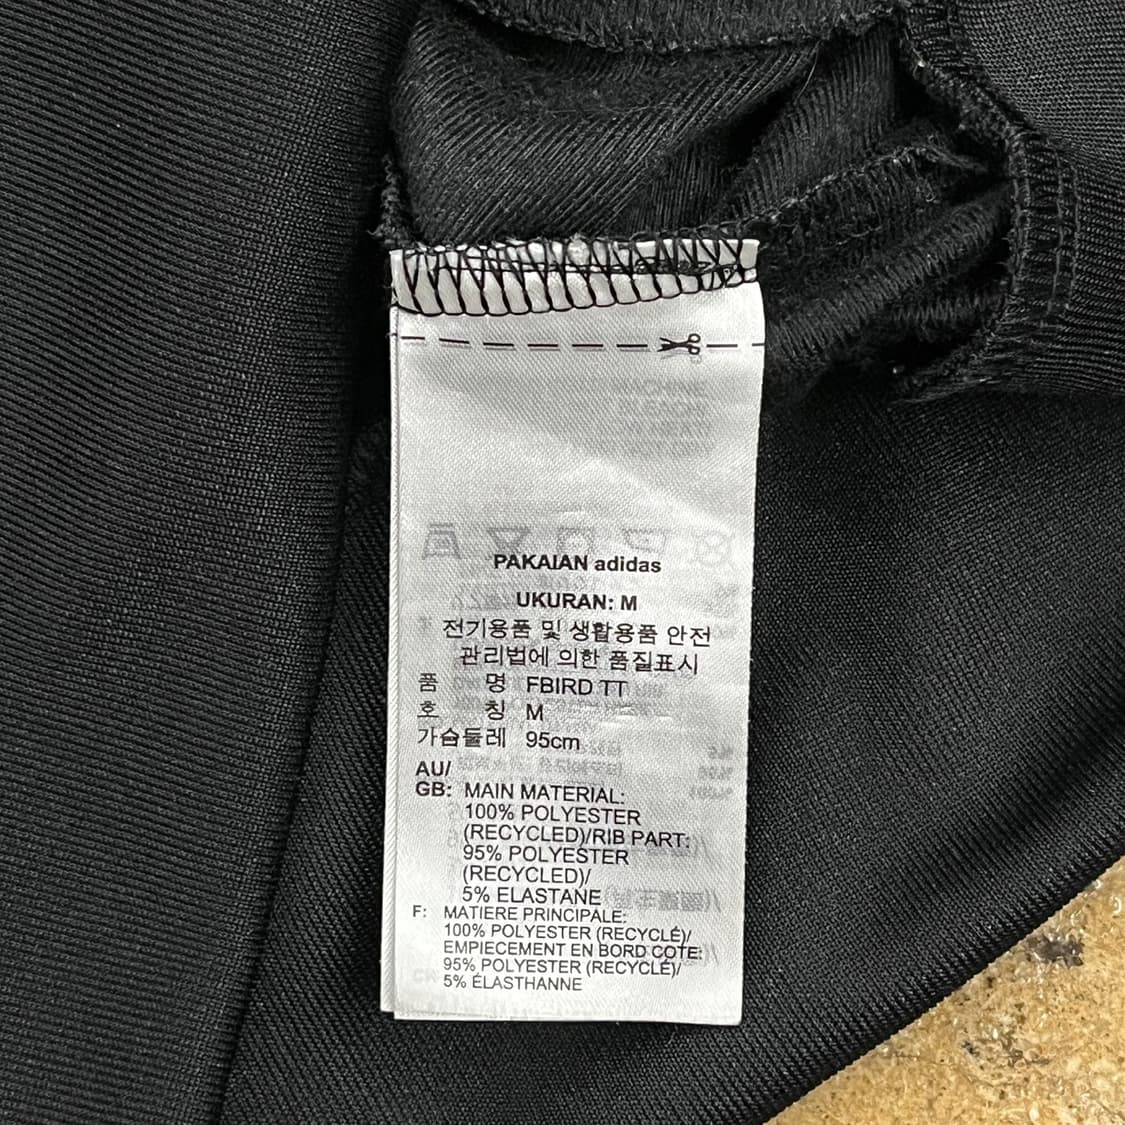 PAKAIAN adidas
UKURAN: M
전기용품 및 생활용품 안전
관리법에 의한 품질표시
품 명 FBIRD TT
호 칭 M
가슴둘레 95cm
AU/
GB: MAIN MATERIAL:
100% POLYESTER
(RECYCLED)/RIB PART:
95% POLYESTER
(RECYCLED)/
5% ELASTANE
F: MATIERE PRINCIPALE:
100% POLYESTER (RECYCLÉ)/
EMPIECEMENT EN BORD COTE:
95% POLYESTER (RECYCLÉ)/
5% ÉLASTHANNE